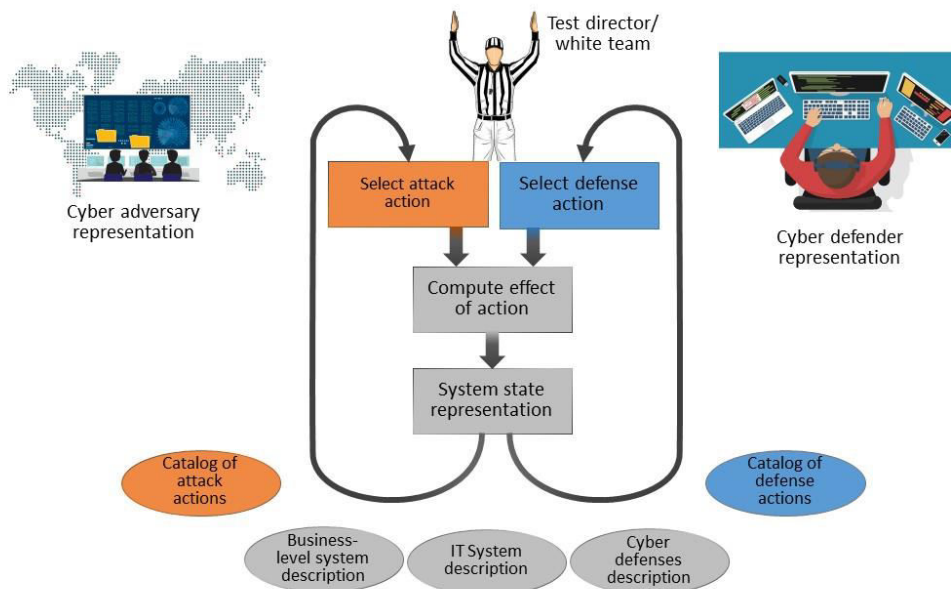 Test director/
white team
Cyber adversary
representation
Select attack
action
Select defense
action
Cyber defender
representation
Compute effect
of action
System state
representation
Catalog of
attack
actions
Catalog of
defense
actions
Business-
level system
description
IT System
description
Cyber
defenses
description